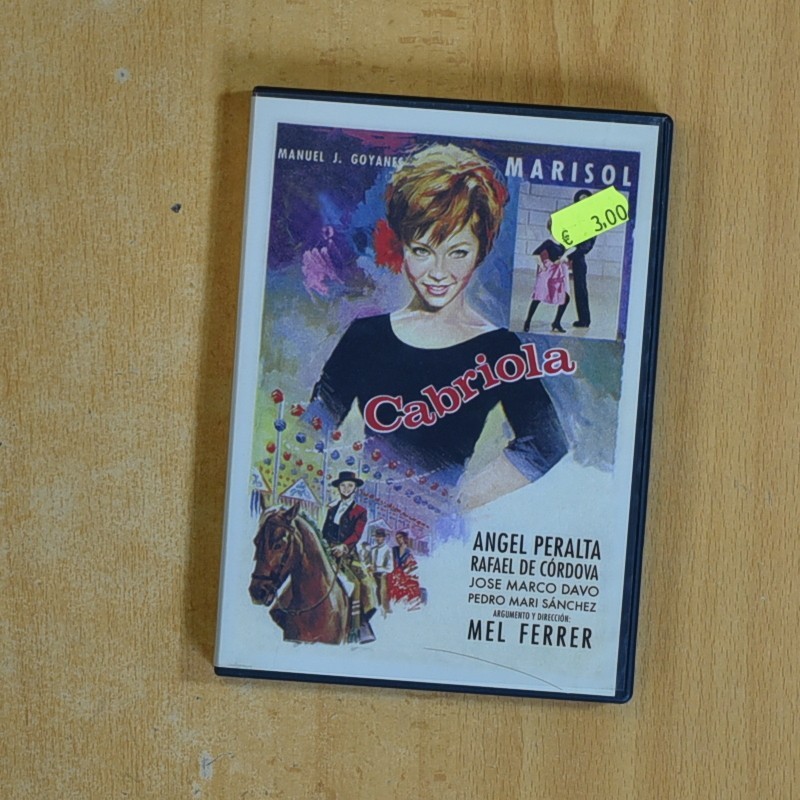 MANUEL J. GOYANES
MARISOL
€ 3,00
Cabriola
ANGEL PERALTA
RAFAEL DE CÓRDOVA
JOSE MARCO DAVO
PEDRO MARI SÁNCHEZ
ARGUMENTO Y DIRECCIÓN:
MEL FERRER